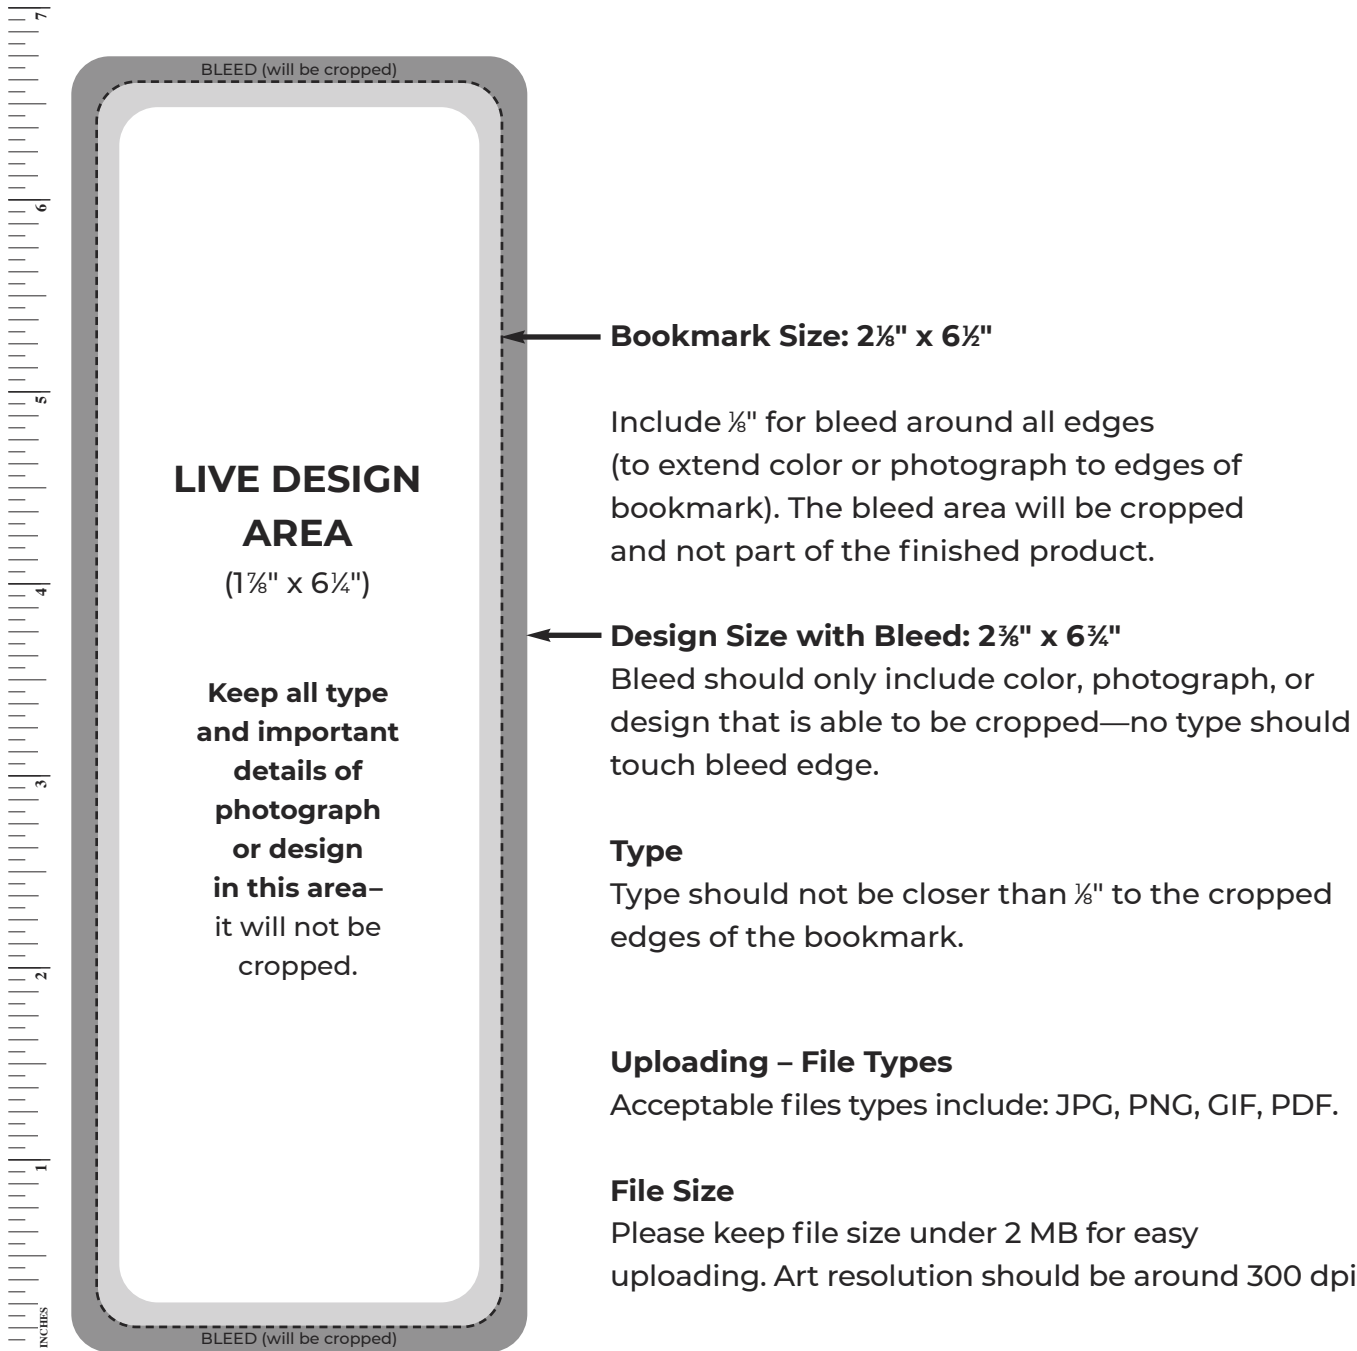 7
6
5
4
3
2
1
INCHES
BLEED (will be cropped)
LIVE DESIGN
AREA
(1⅞" x 6¼")
Keep all type
and important
details of
photograph
or design
in this area–
it will not be
cropped.
BLEED (will be cropped)
Bookmark Size: 2⅛" x 6½"
Include ⅛" for bleed around all edges
(to extend color or photograph to edges of
bookmark). The bleed area will be cropped
and not part of the finished product.
Design Size with Bleed: 2⅜" x 6¾"
Bleed should only include color, photograph, or
design that is able to be cropped—no type should
touch bleed edge.
Type
Type should not be closer than ⅛" to the cropped
edges of the bookmark.
Uploading – File Types
Acceptable files types include: JPG, PNG, GIF, PDF.
File Size
Please keep file size under 2 MB for easy
uploading. Art resolution should be around 300 dpi